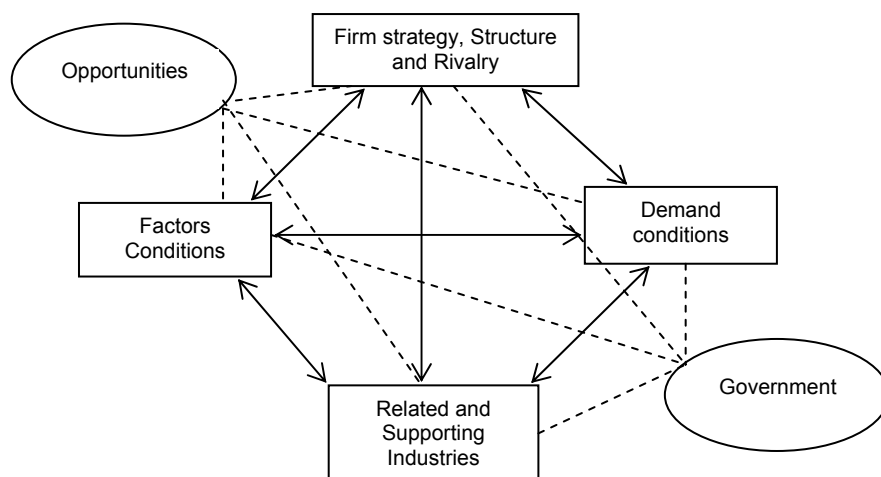 Firm strategy, Structure
and Rivalry
Opportunities
Factors
Conditions
Demand
conditions
Government
Related and
Supporting
Industries